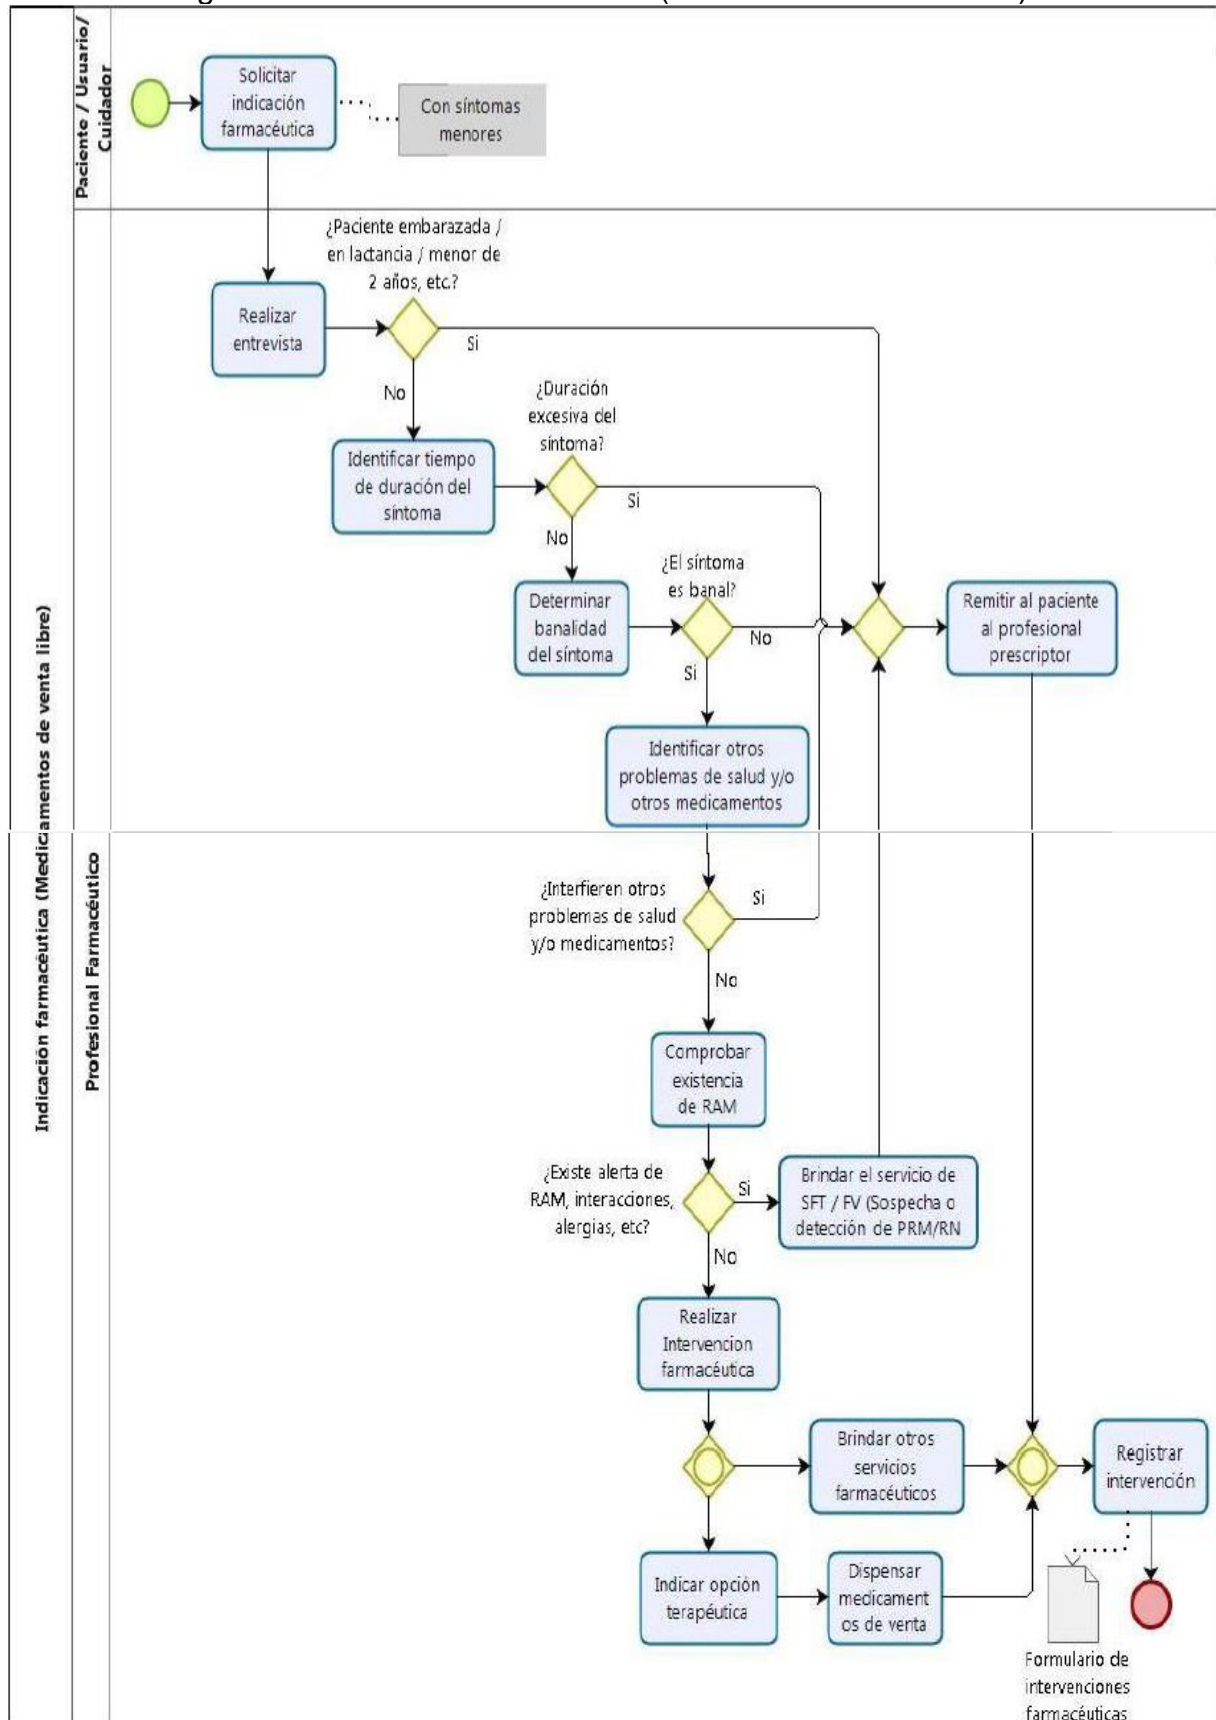 Paciente / Usuario/
Cuidador
Solicitar
indicación
farmacéutica
Con síntomas
menores
Indicación farmacéutica (Medicamentos de venta libre)
Profesional Farmacéutico
¿Paciente embarazada /
en lactancia / menor de
2 años, etc.?
Realizar
entrevista
Si
No
¿Duración
excesiva del
síntoma?
Identificar tiempo
de duración del
síntoma
Si
No
¿El síntoma
es banal?
Determinar
banalidad
del síntoma
No
Si
Remitir al paciente
al profesional
prescriptor
Identificar otros
problemas de salud y/o
otros medicamentos
¿Interfieren otros
problemas de salud
y/o medicamentos?
Si
No
Comprobar
existencia
de RAM
¿Existe alerta de
RAM, interacciones,
alergias, etc?
Si
Brindar el servicio de
SFT / FV (Sospecha o
detección de PRM/RN
No
Realizar
Intervencion
farmacéutica
Brindar otros
servicios
farmacéuticos
Registrar
intervención
Indicar opción
terapéutica
Dispensar
medicament
os de venta
Formulario de
intervenciones
farmacéuticas